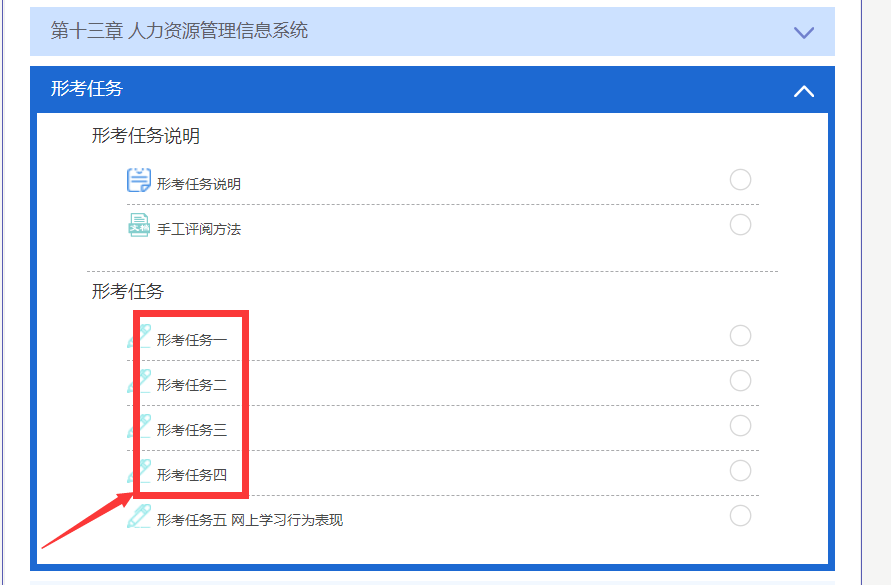 第十三章 人力资源管理信息系统
形考任务
形考任务说明
形考任务说明
文稿
手工评阅方法
形考任务
形考任务一
形考任务二
形考任务三
形考任务四
形考任务五 网上学习行为表现